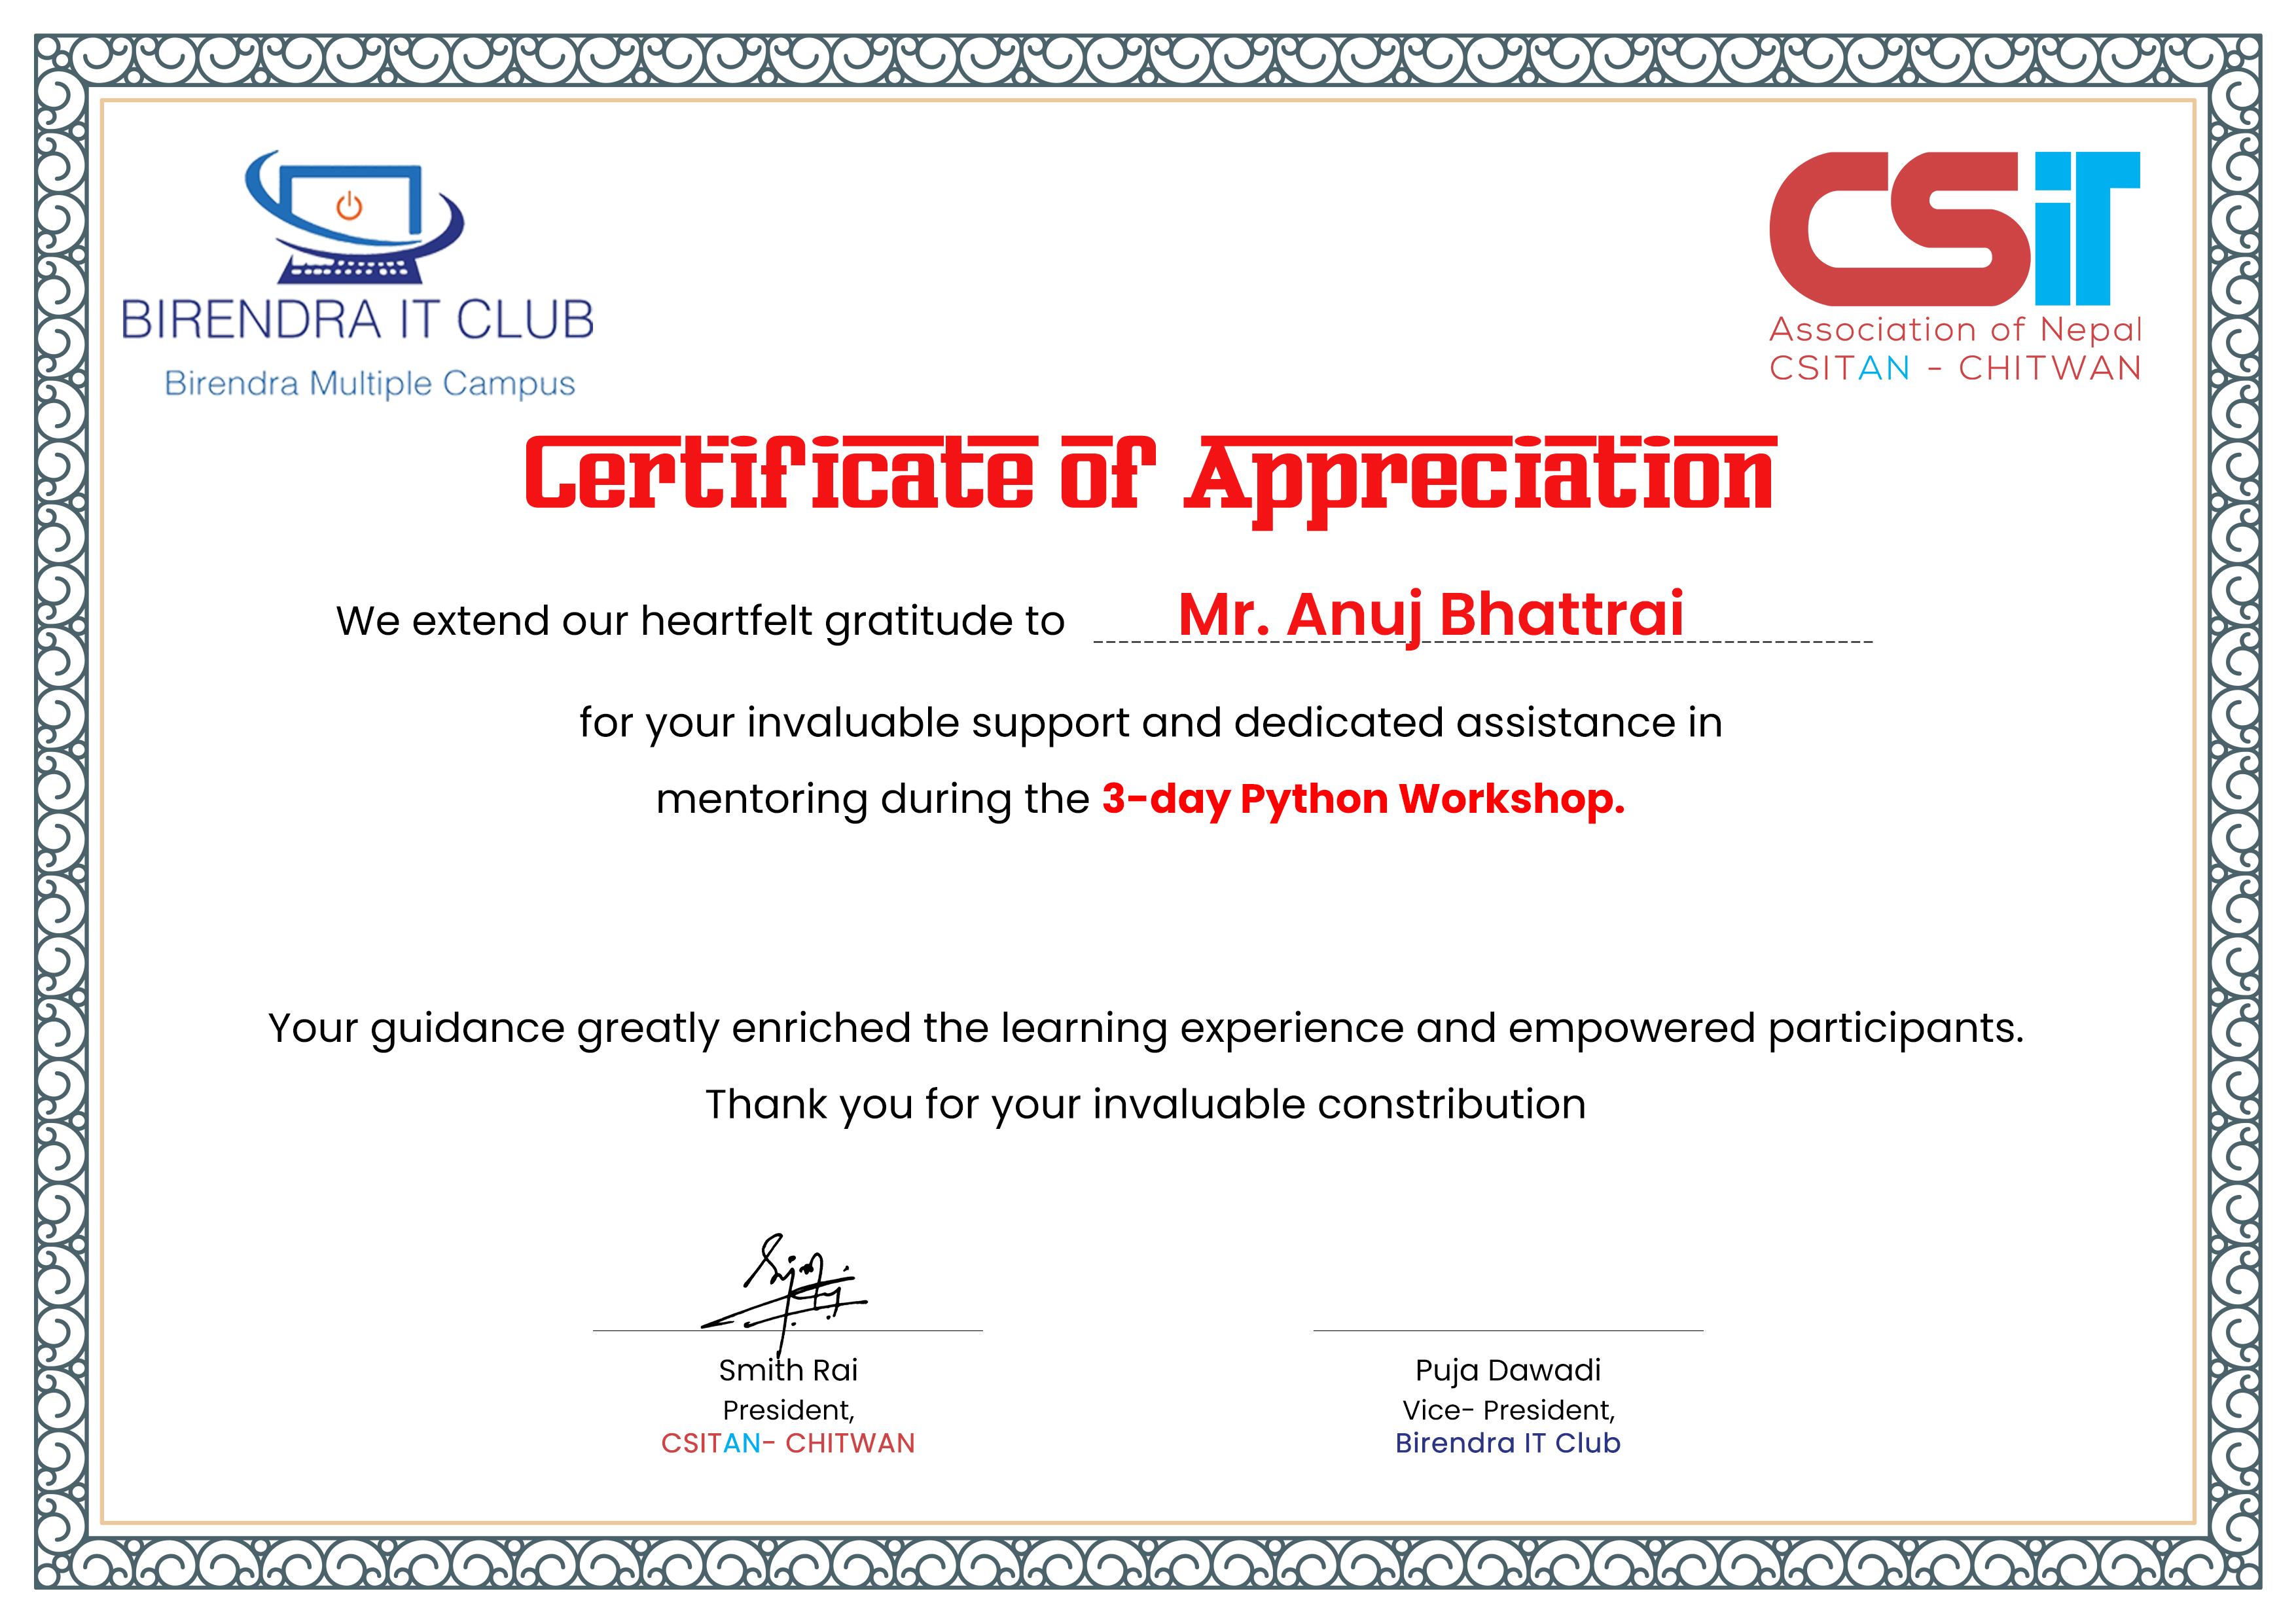 BIRENDRA IT CLUB
Birendra Multiple Campus
CSiT
Association of Nepal
CSITAN - CHITWAN
Certificate of Appreciation
We extend our heartfelt gratitude to Mr. Anuj Bhattrai
for your invaluable support and dedicated assistance in
mentoring during the 3-day Python Workshop.
Your guidance greatly enriched the learning experience and empowered participants.
Thank you for your invaluable constribution
Smith Rai
President,
CSITAN- CHITWAN
Puja Dawadi
Vice- President,
Birendra IT Club